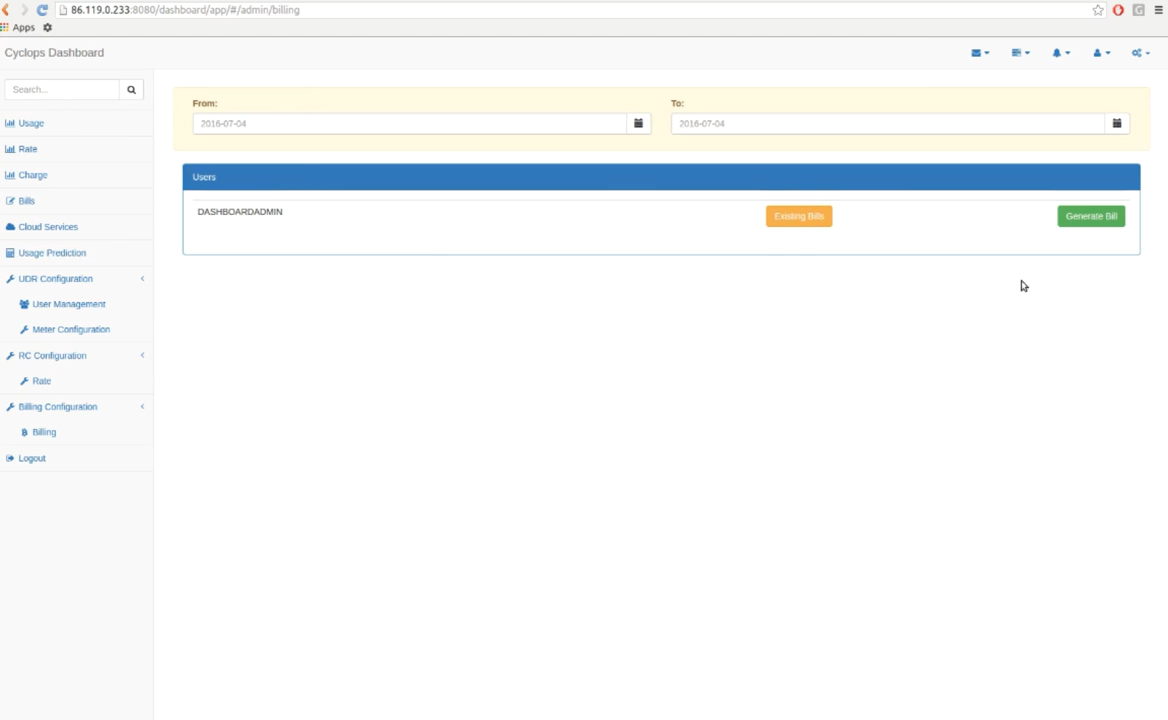 86.119.0.233:8080/dashboard/app/#/admin/billing
Apps
Cyclops Dashboard
Search...
Usage
Rate
Charge
Bills
Cloud Services
Usage Prediction
UDR Configuration
User Management
Meter Configuration
RC Configuration
Rate
Billing Configuration
Billing
Logout
From:
To:
2016-07-04
2016-07-04
Users
DASHBOARDADMIN
Existing Bills
Generate Bill